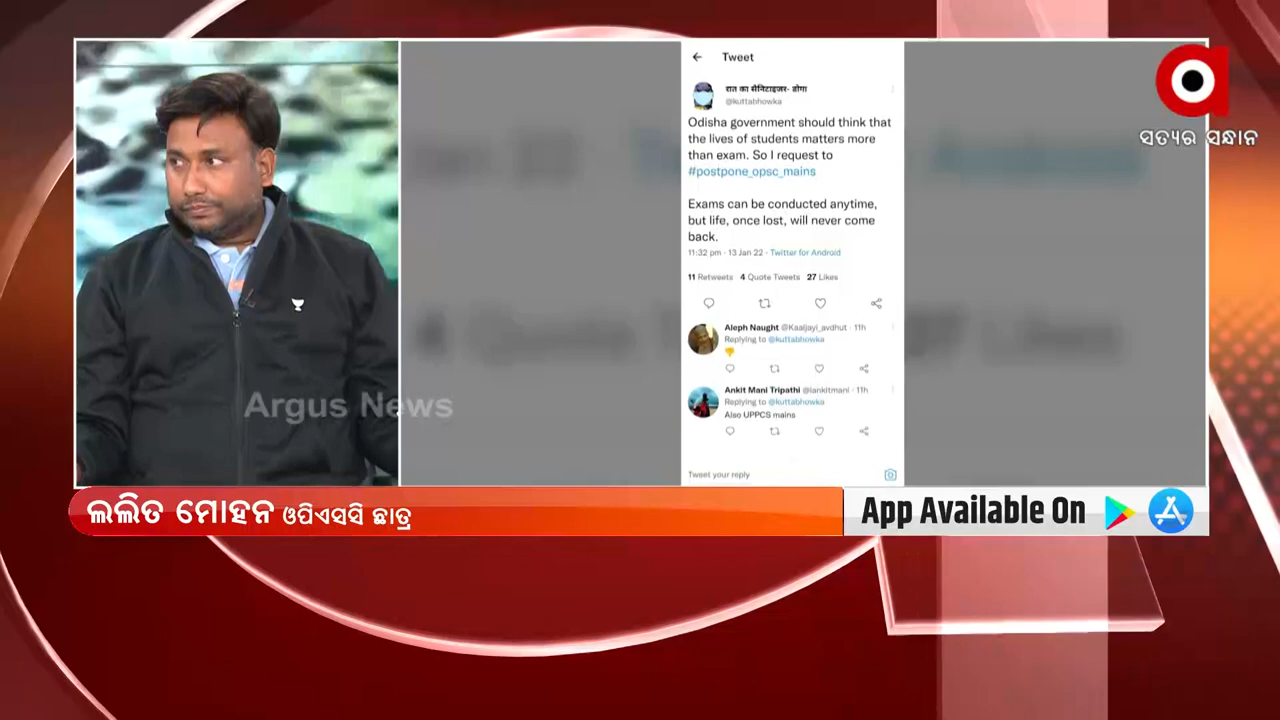 Tweet
रात का सैनिटाइजर- डोगा
@kuttabhowka
Odisha government should think that
the lives of students matters more
than exam. So I request to
#postpone_opsc_mains
Exams can be conducted anytime,
but life, once lost, will never come
back.
11:32 pm · 13 Jan 22 · Twitter for Android
11 Retweets 4 Quote Tweets 27 Likes
Aleph Naught @Kaaljayi_avdhut · 11h
Replying to @kuttabhowka
Ankit Mani Tripathi @iankitmani · 11h
Replying to @kuttabhowka
Also UPPCS mains
Tweet your reply
ସତ୍ୟର ସନ୍ଧାନ
Argus News
ଲଲିତ ମୋହନ ଓପିଏସସି ଛାତ୍ର
App Available On